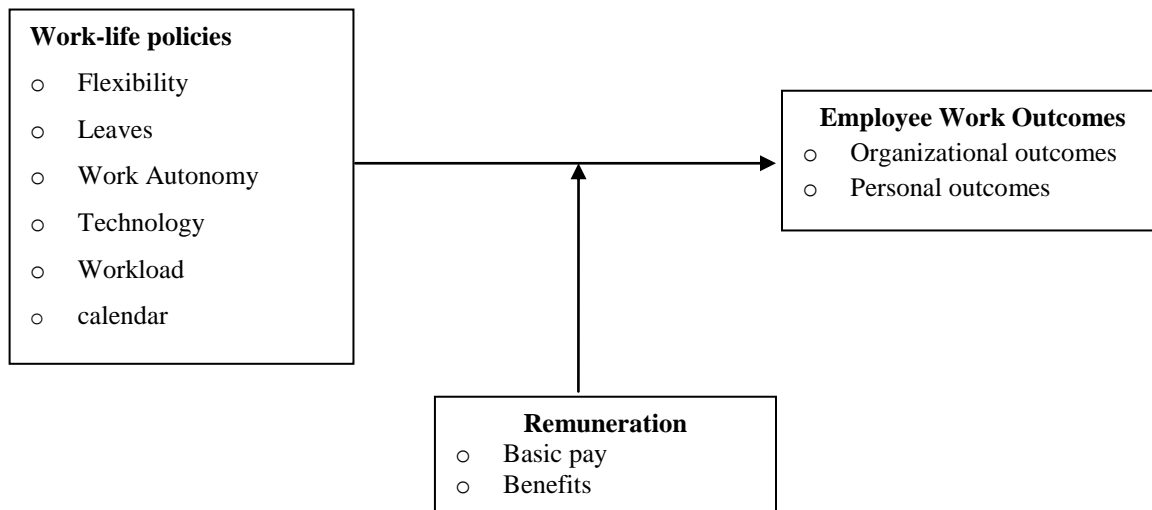 Work-life policies
o Flexibility
o Leaves
o Work Autonomy
o Technology
o Workload
o calendar
Employee Work Outcomes
o Organizational outcomes
o Personal outcomes
Remuneration
o Basic pay
o Benefits